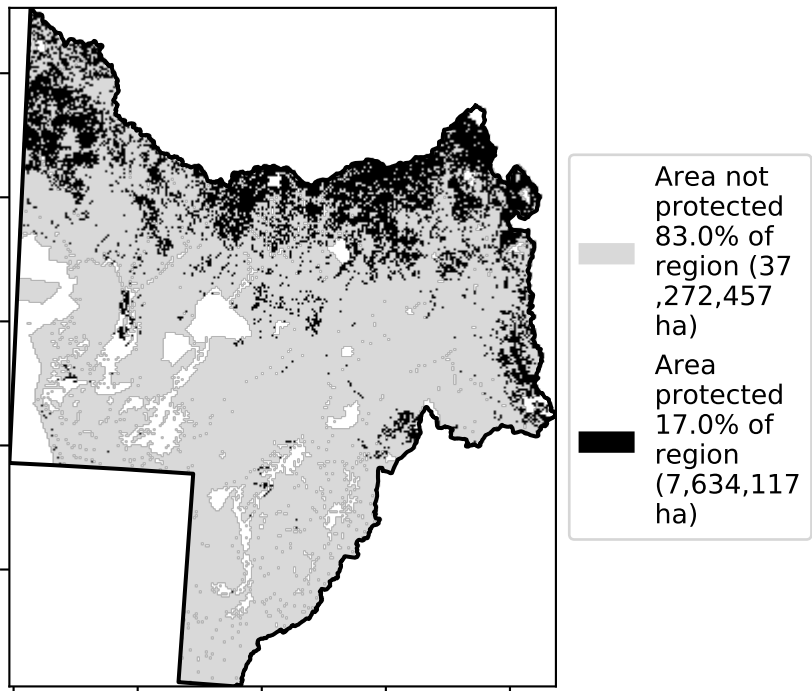 Area not
protected
83.0% of
region (37
,272,457
ha)
Area
protected
17.0% of
region
(7,634,117
ha)